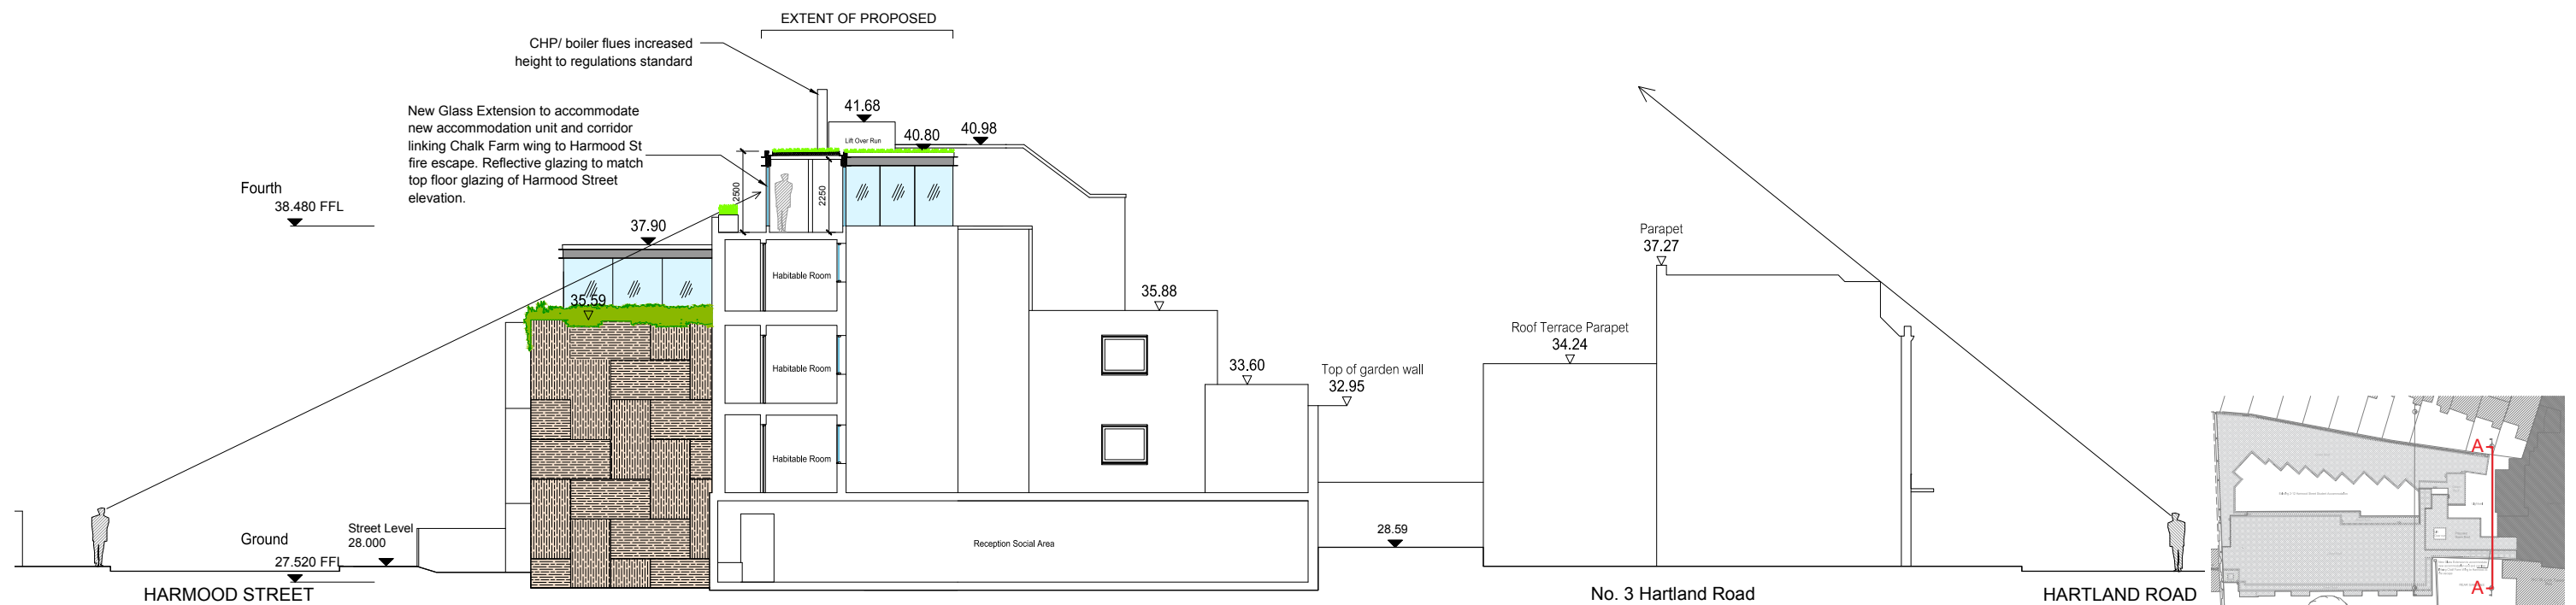 EXTENT OF PROPOSED
CHP/ boiler flues increased
height to regulations standard
New Glass Extension to accommodate
new accommodation unit and corridor
linking Chalk Farm wing to Harmood St
fire escape. Reflective glazing to match
top floor glazing of Harmood Street
elevation.
41.68
Lift Over Run
40.80
40.98
2500
2250
Fourth
38.480 FFL
37.90
35.59
Habitable Room
Habitable Room
Habitable Room
35.88
33.60
Top of garden wall
32.95
Parapet
37.27
Roof Terrace Parapet
34.24
Reception Social Area
28.59
Street Level
28.000
Ground
27.520 FFL
HARMOOD STREET
No. 3 Hartland Road
HARTLAND ROAD
A
A